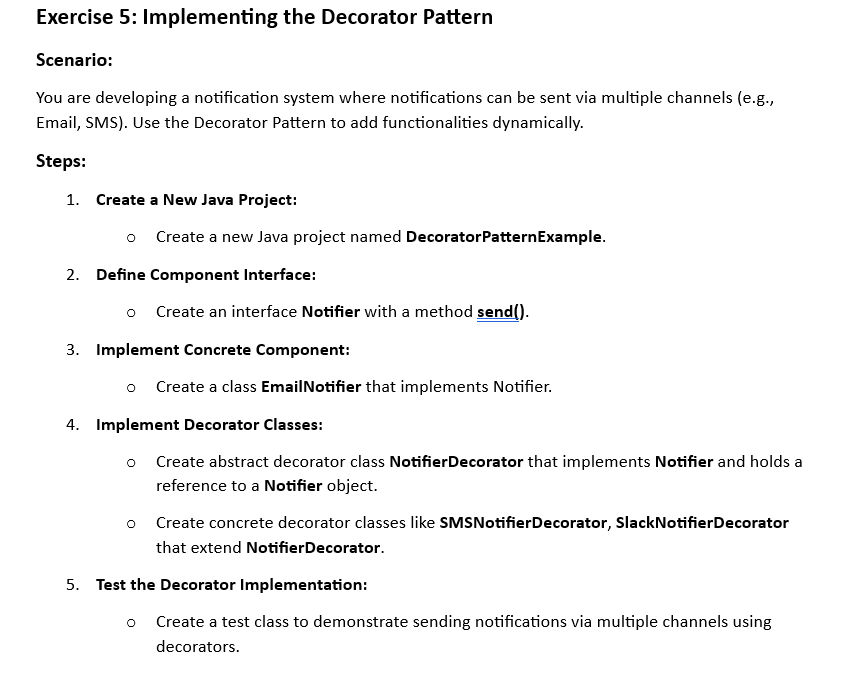 Exercise 5: Implementing the Decorator Pattern
Scenario:
You are developing a notification system where notifications can be sent via multiple channels (e.g.,
Email, SMS). Use the Decorator Pattern to add functionalities dynamically.
Steps:
1. Create a New Java Project:
o Create a new Java project named DecoratorPatternExample.
2. Define Component Interface:
o Create an interface Notifier with a method send().
3. Implement Concrete Component:
o Create a class EmailNotifier that implements Notifier.
4. Implement Decorator Classes:
o Create abstract decorator class NotifierDecorator that implements Notifier and holds a
reference to a Notifier object.
o Create concrete decorator classes like SMSNotifierDecorator, SlackNotifierDecorator
that extend NotifierDecorator.
5. Test the Decorator Implementation:
o Create a test class to demonstrate sending notifications via multiple channels using
decorators.